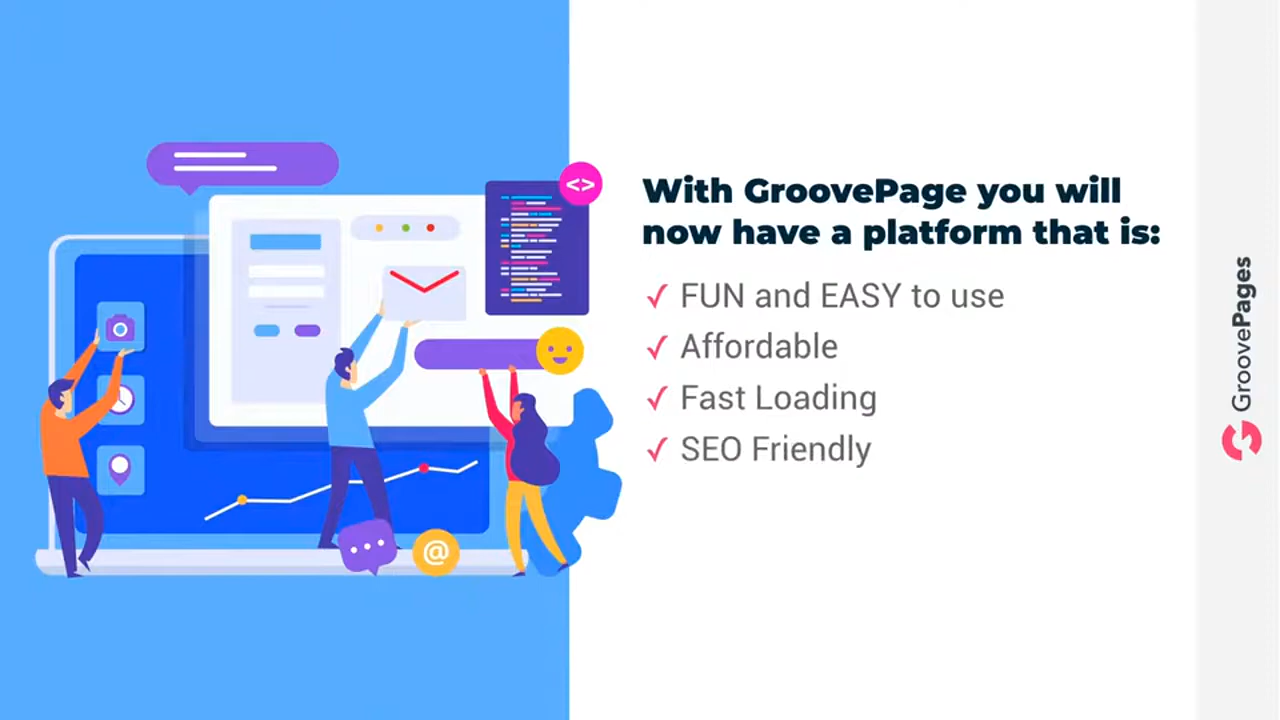 With GroovePage you will
now have a platform that is:
✓ FUN and EASY to use
✓ Affordable
✓ Fast Loading
✓ SEO Friendly
GroovePages
<>
@